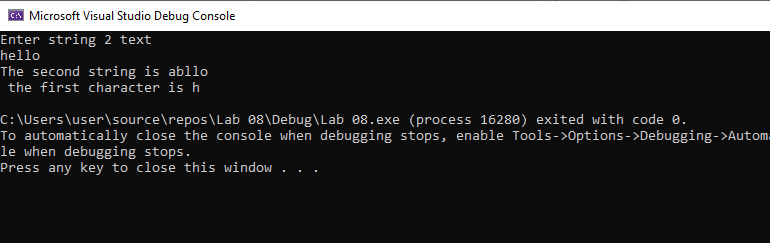 Microsoft Visual Studio Debug Console
Enter string 2 text
hello
The second string is abllo
 the first character is h
C:\Users\user\source\repos\Lab 08\Debug\Lab 08.exe (process 16280) exited with code 0.
To automatically close the console when debugging stops, enable Tools->Options->Debugging->Autom
le when debugging stops.
Press any key to close this window . . .